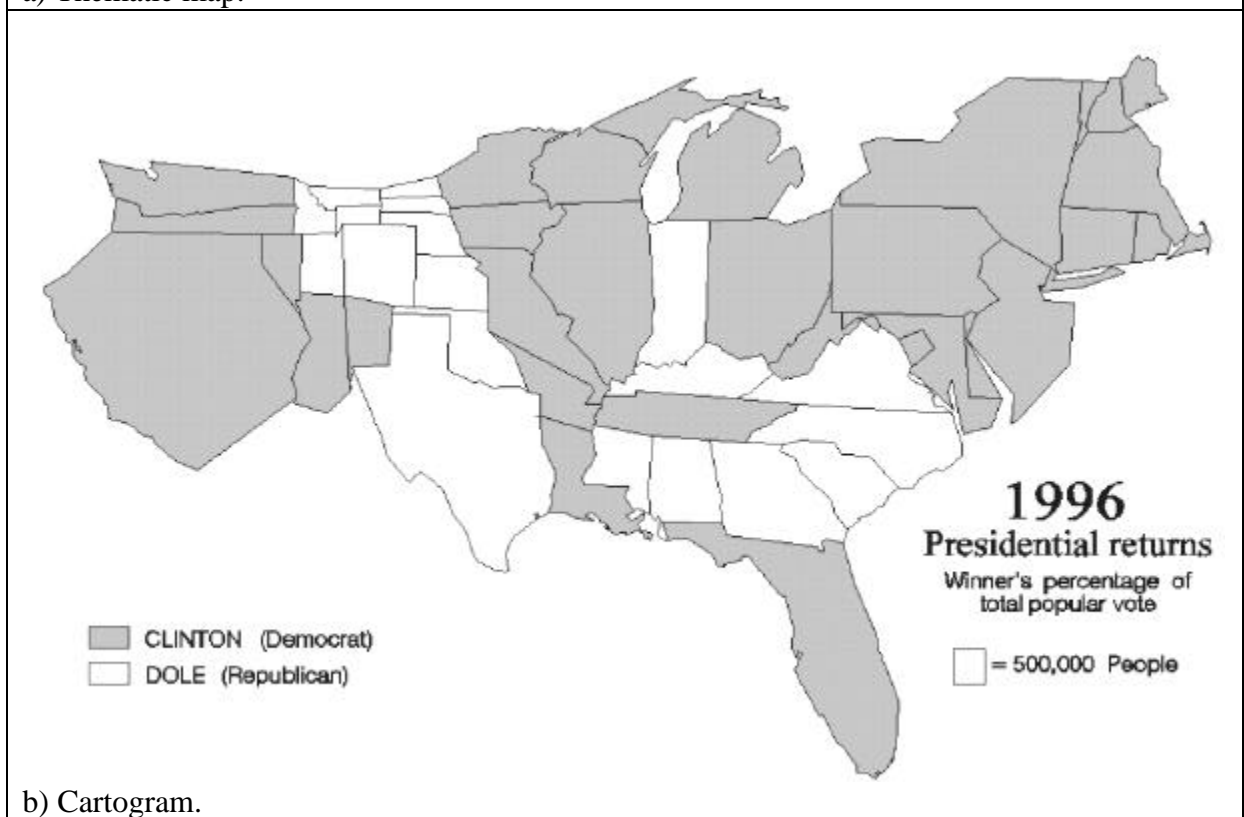 a) Thematic map.
1996
Presidential returns
Winner's percentage of
total popular vote
CLINTON (Democrat)
DOLE (Republican)
= 500,000 People
b) Cartogram.